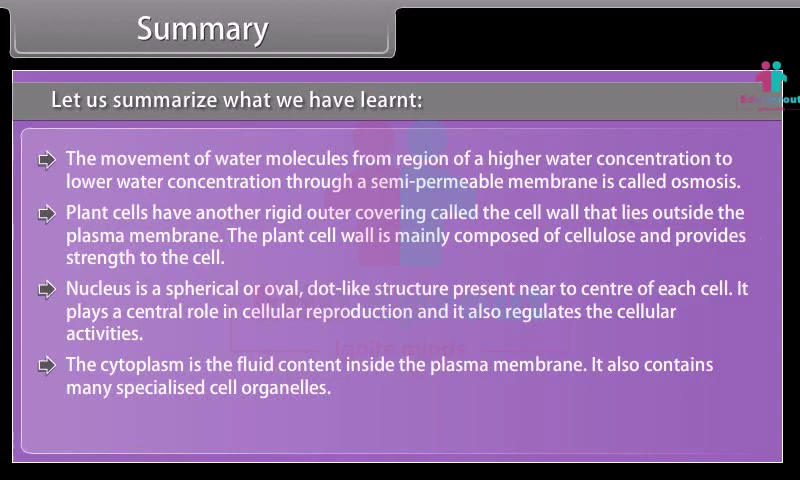 Summary
Let us summarize what we have learnt:
The movement of water molecules from region of a higher water concentration to
lower water concentration through a semi-permeable membrane is called osmosis.
Plant cells have another rigid outer covering called the cell wall that lies outside the
plasma membrane. The plant cell wall is mainly composed of cellulose and provides
strength to the cell.
Nucleus is a spherical or oval, dot-like structure present near to centre of each cell. It
plays a central role in cellular reproduction and it also regulates the cellular
activities.
Ignite minds
The cytoplasm is the fluid content inside the plasma membrane. It also contains
many specialised cell organelles.